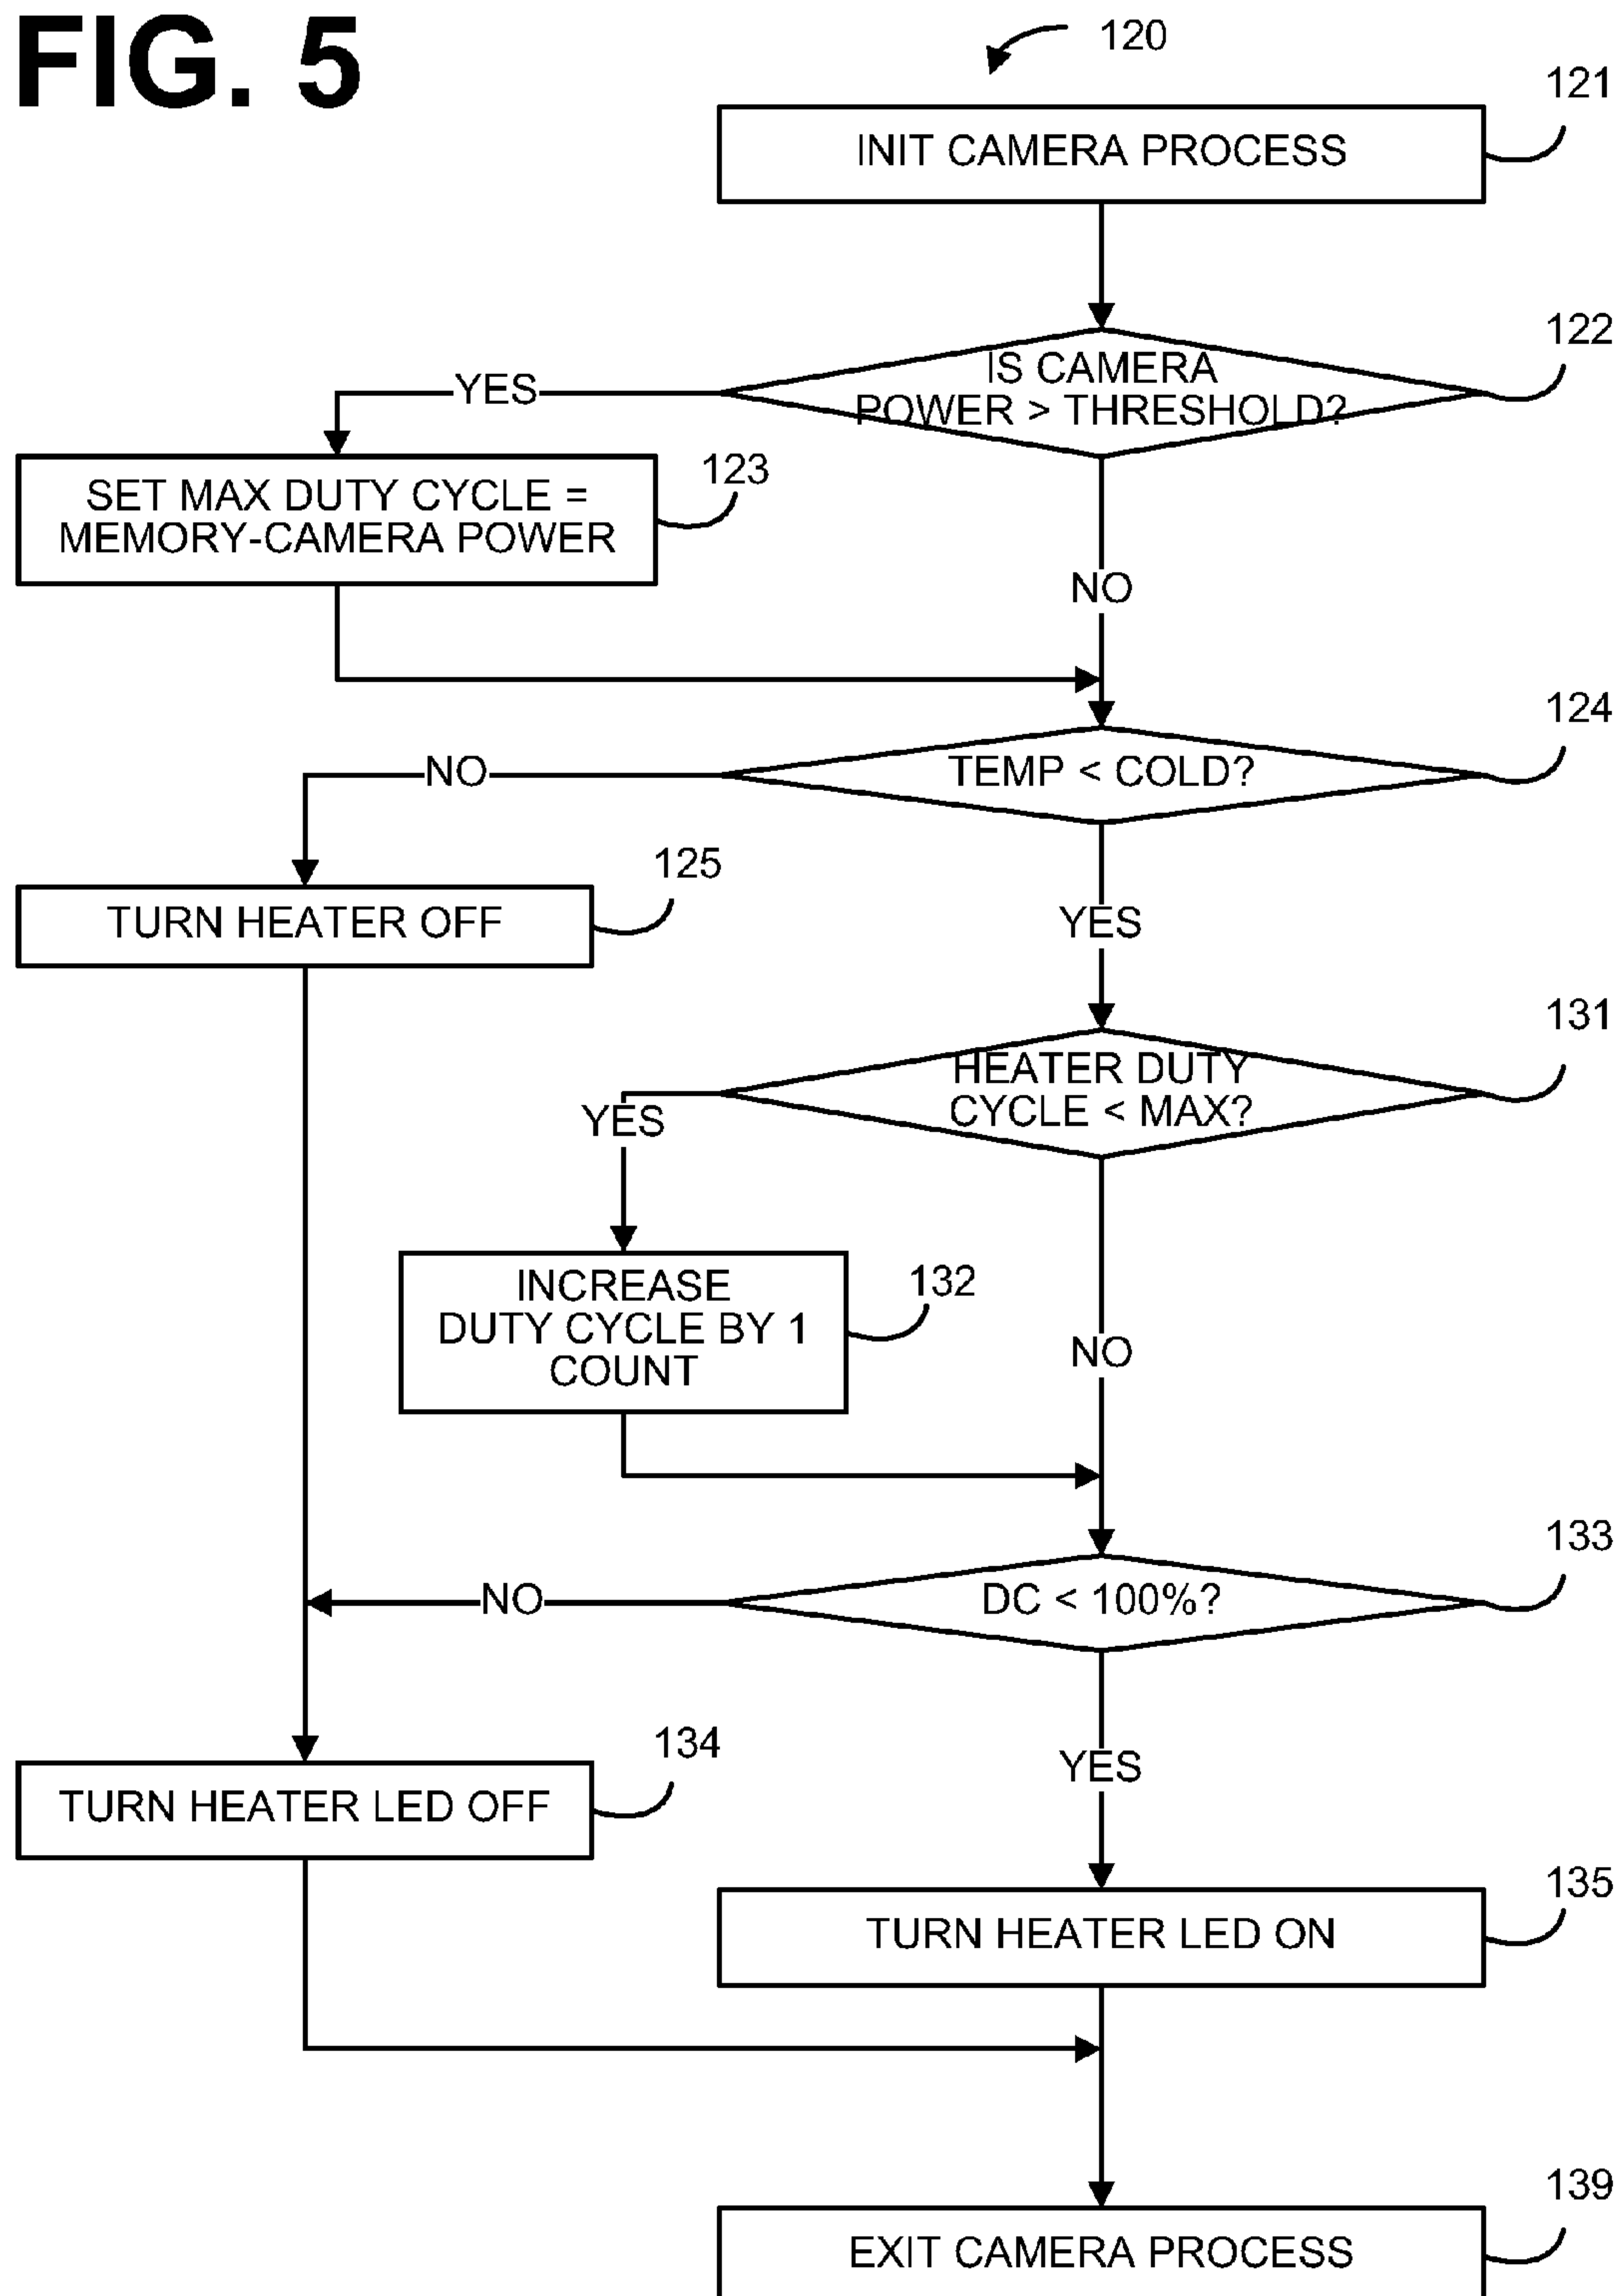 FIG. 5
120
121
INIT CAMERA PROCESS
122
IS CAMERA
POWER > THRESHOLD?
YES
123
SET MAX DUTY CYCLE =
MEMORY-CAMERA POWER
NO
124
TEMP < COLD?
NO
125
TURN HEATER OFF
YES
131
HEATER DUTY
CYCLE < MAX?
YES
132
INCREASE
DUTY CYCLE BY 1
COUNT
NO
133
DC < 100%?
NO
134
TURN HEATER LED OFF
YES
135
TURN HEATER LED ON
139
EXIT CAMERA PROCESS